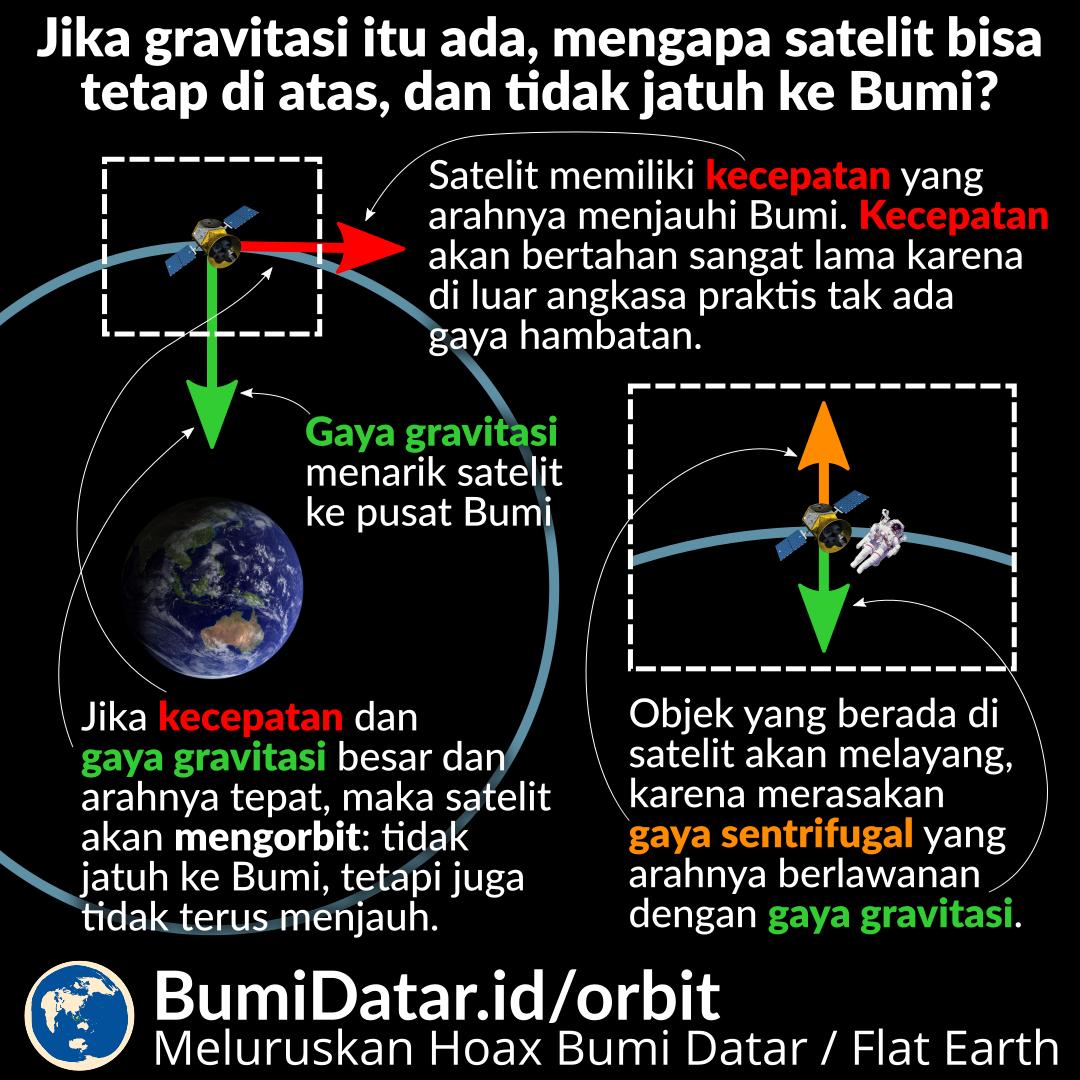 Jika gravitasi itu ada, mengapa satelit bisa
tetap di atas, dan tidak jatuh ke Bumi?
Satelit memiliki kecepatan yang
arahnya menjauhi Bumi. Kecepatan
akan bertahan sangat lama karena
di luar angkasa praktis tak ada
gaya hambatan.
Gaya gravitasi
menarik satelit
ke pusat Bumi
Jika kecepatan dan
gaya gravitasi besar dan
arahnya tepat, maka satelit
akan mengorbit: tidak
jatuh ke Bumi, tetapi juga
tidak terus menjauh.
Objek yang berada di
satelit akan melayang,
karena merasakan
gaya sentrifugal yang
arahnya berlawanan
dengan gaya gravitasi.
BumiDatar.id/orbit
Meluruskan Hoax Bumi Datar / Flat Earth